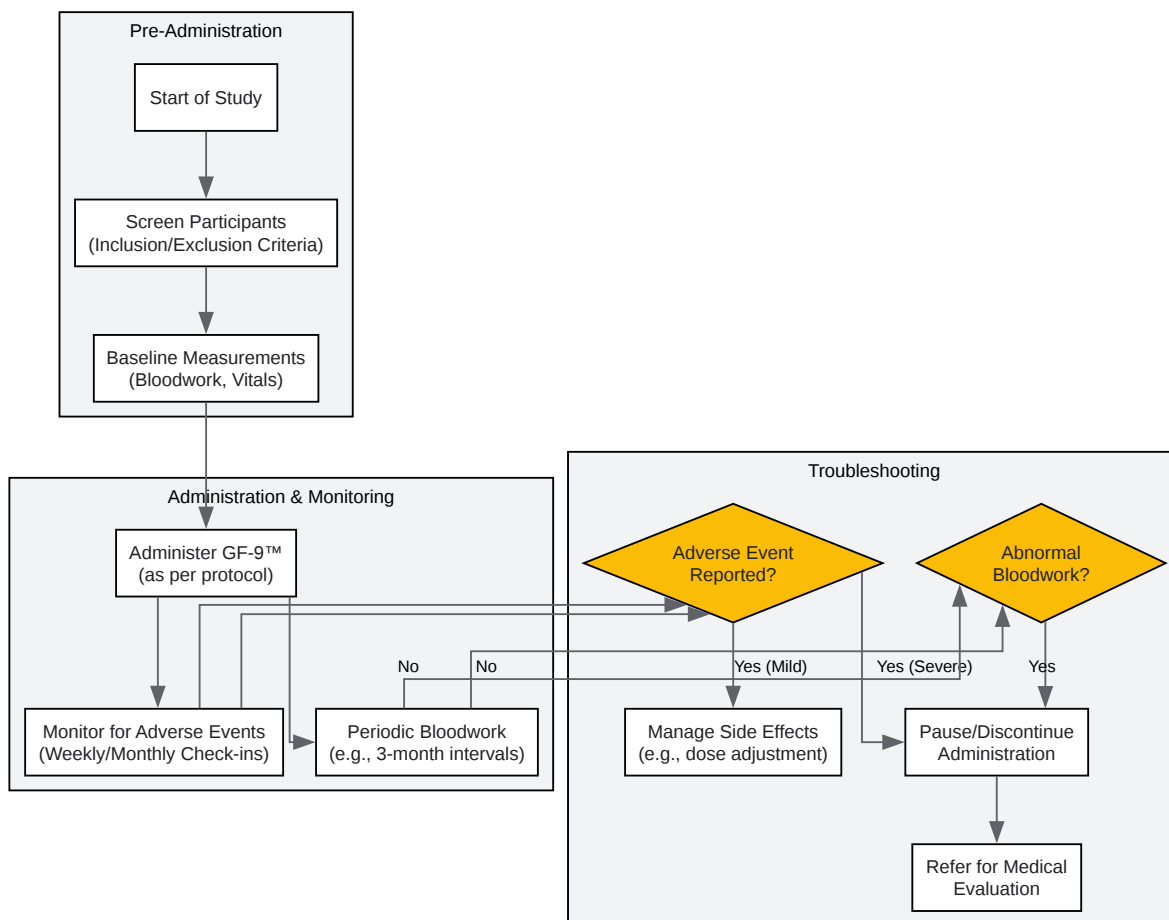 Pre-Administration
Start of Study
Screen Participants
(Inclusion/Exclusion Criteria)
Baseline Measurements
(Bloodwork, Vitals)
Administration & Monitoring
Administer GF-9™
(as per protocol)
Monitor for Adverse Events
(Weekly/Monthly Check-ins)
Periodic Bloodwork
(e.g., 3-month intervals)
No
No
Troubleshooting
Adverse Event
Reported?
Abnormal
Bloodwork?
Yes (Mild)
Yes (Severe)
Yes
Manage Side Effects
(e.g., dose adjustment)
Pause/Discontinue
Administration
Refer for Medical
Evaluation